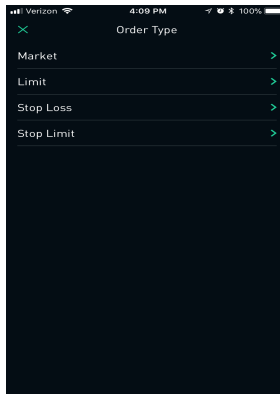 Verizon 4:09 PM 100%
Order Type
Market
Limit
Stop Loss
Stop Limit